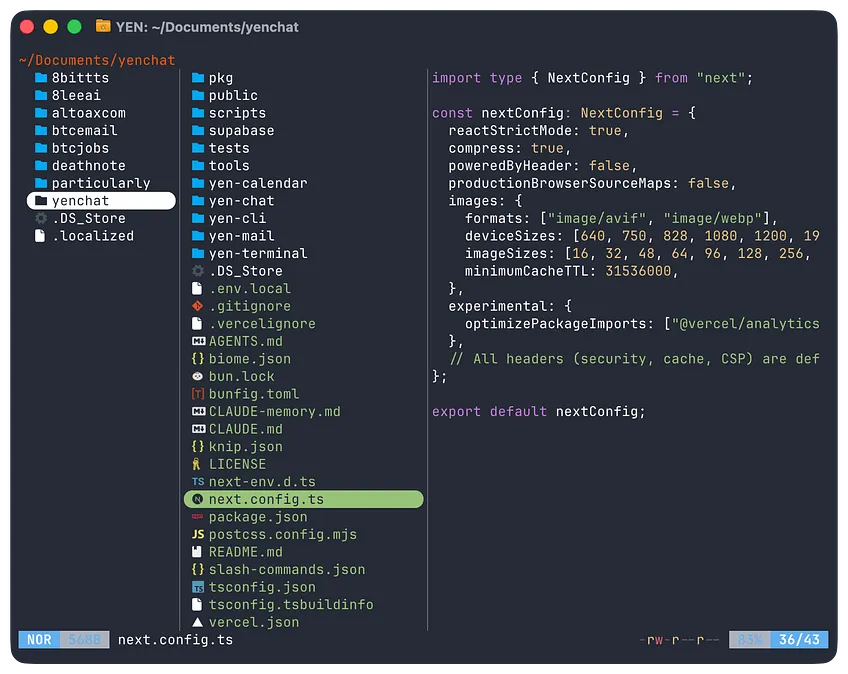 YEN: ~/Documents/yenchat
~/Documents/yenchat
8bittts
8leeai
altoaxcom
btcemail
btcjobs
deathnote
particularly
yenchat
.DS_Store
.localized
pkg
public
scripts
supabase
tests
tools
yen-calendar
yen-chat
yen-cli
yen-mail
yen-terminal
.DS_Store
.env.local
.gitignore
.vercelignore
AGENTS.md
{} biome.json
bun.lock
[T] bunfig.toml
CLAUDE-memory.md
CLAUDE.md
{} knip.json
LICENSE
TS next-env.d.ts
N next.config.ts
package.json
JS postcss.config.mjs
README.md
{} slash-commands.json
TS tsconfig.json
tsconfig.tsbuildinfo
vercel.json
import type { NextConfig } from "next";
const nextConfig: NextConfig = {
reactStrictMode: true,
compress: true,
poweredByHeader: false,
productionBrowserSourceMaps: false,
images: {
formats: ["image/avif", "image/webp"],
deviceSizes: [640, 750, 828, 1080, 1200, 19
imageSizes: [16, 32, 48, 64, 96, 128, 256,
minimumCacheTTL: 31536000,
},
experimental: {
optimizePackageImports: ["@vercel/analytics
},
// All headers (security, cache, CSP) are def
};
export default nextConfig;
NOR 568B next.config.ts -rw-r--r-- 83% 36/43